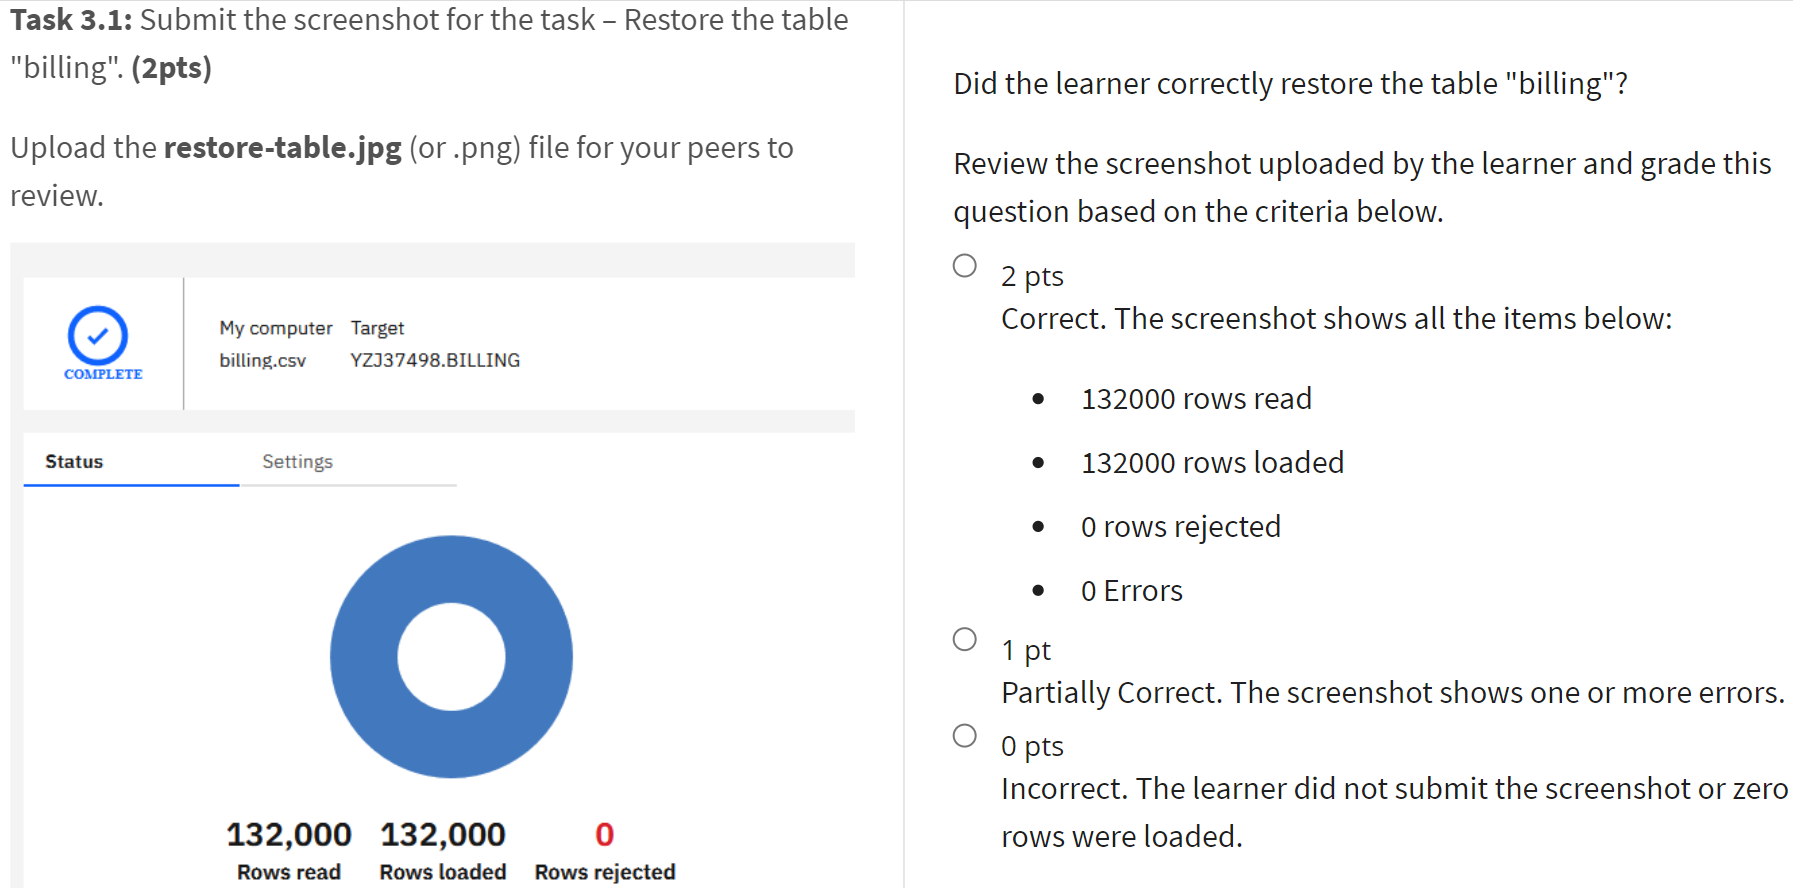 Task 3.1: Submit the screenshot for the task – Restore the table
"billing". (2pts)
Upload the restore-table.jpg (or .png) file for your peers to
review.
COMPLETE
My computer Target
billing.csv YZJ37498.BILLING
Status Settings
132,000 132,000 0
Rows read Rows loaded Rows rejected
Did the learner correctly restore the table "billing"?
Review the screenshot uploaded by the learner and grade this
question based on the criteria below.
2 pts
Correct. The screenshot shows all the items below:
• 132000 rows read
• 132000 rows loaded
• 0 rows rejected
• 0 Errors
1 pt
Partially Correct. The screenshot shows one or more errors.
0 pts
Incorrect. The learner did not submit the screenshot or zero
rows were loaded.